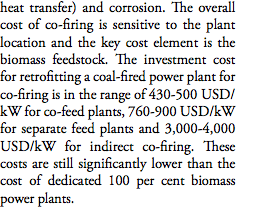 heat transfer) and corrosion. The overall
cost of co-firing is sensitive to the plant
location and the key cost element is the
biomass feedstock. The investment cost
for retrofitting a coal-fired power plant for
co-firing is in the range of 430-500 USD/
kW for co-feed plants, 760-900 USD/kW
for separate feed plants and 3,000-4,000
USD/kW for indirect co-firing. These
costs are still significantly lower than the
cost of dedicated 100 per cent biomass
power plants.